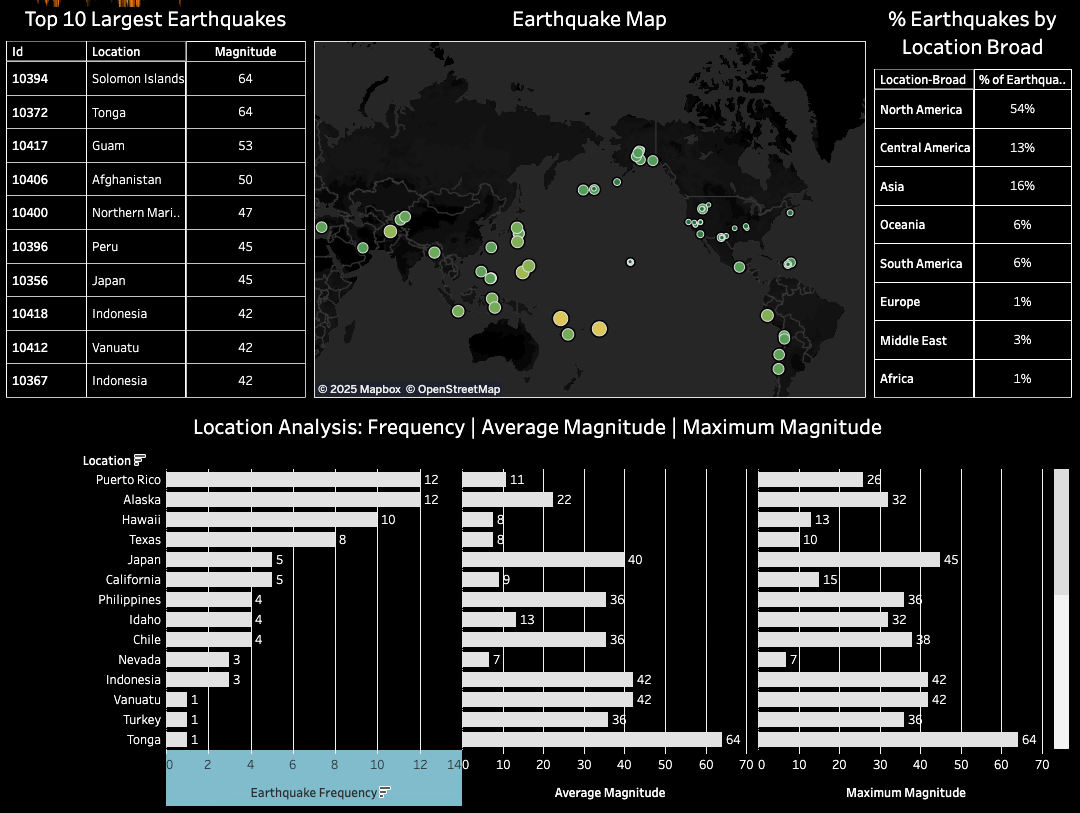 Top 10 Largest Earthquakes
Id Location Magnitude
10394 Solomon Islands 64
10372 Tonga 64
10417 Guam 53
10406 Afghanistan 50
10400 Northern Mari.. 47
10396 Peru 45
10356 Japan 45
10418 Indonesia 42
10412 Vanuatu 42
10367 Indonesia 42
Earthquake Map
© 2025 Mapbox © OpenStreetMap
% Earthquakes by
Location Broad
Location-Broad % of Earthqua..
North America 54%
Central America 13%
Asia 16%
Oceania 6%
South America 6%
Europe 1%
Middle East 3%
Africa 1%
Location Analysis: Frequency | Average Magnitude | Maximum Magnitude
Location
Puerto Rico 12 11 26
Alaska 12 22 32
Hawaii 10 8 13
Texas 8 8 10
Japan 5 40 45
California 5 9 15
Philippines 4 36 36
Idaho 4 13 32
Chile 4 36 38
Nevada 3 7 7
Indonesia 3 42 42
Vanuatu 1 42 42
Turkey 1 36 36
Tonga 1 64 64
0 2 4 6 8 10 12 14 0 10 20 30 40 50 60 70 0 10 20 30 40 50 60 70
Earthquake Frequency Average Magnitude Maximum Magnitude